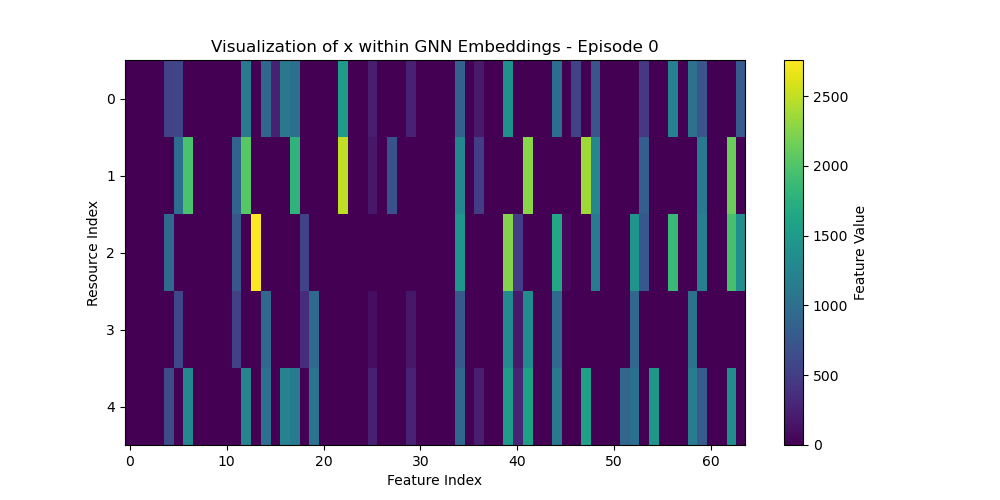 Visualization of x within GNN Embeddings - Episode 0
0
1
2
3
4
Resource Index
0 10 20 30 40 50 60
Feature Index
2500
2000
1500
1000
500
0
Feature Value